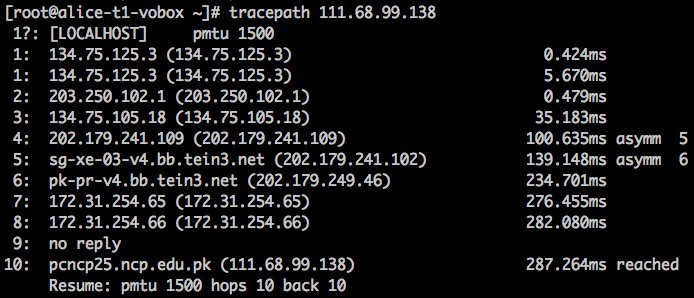 [root@alice-t1-vobox ~]# tracepath 111.68.99.138
1?: [LOCALHOST] pmtu 1500
1: 134.75.125.3 (134.75.125.3) 0.424ms
1: 134.75.125.3 (134.75.125.3) 5.670ms
2: 203.250.102.1 (203.250.102.1) 0.479ms
3: 134.75.105.18 (134.75.105.18) 35.183ms
4: 202.179.241.109 (202.179.241.109) 100.635ms asymm 5
5: sg-xe-03-v4.bb.tein3.net (202.179.241.102) 139.148ms asymm 6
6: pk-pr-v4.bb.tein3.net (202.179.249.46) 234.701ms
7: 172.31.254.65 (172.31.254.65) 276.455ms
8: 172.31.254.66 (172.31.254.66) 282.080ms
9: no reply
10: pcncp25.ncp.edu.pk (111.68.99.138) 287.264ms reached
Resume: pmtu 1500 hops 10 back 10